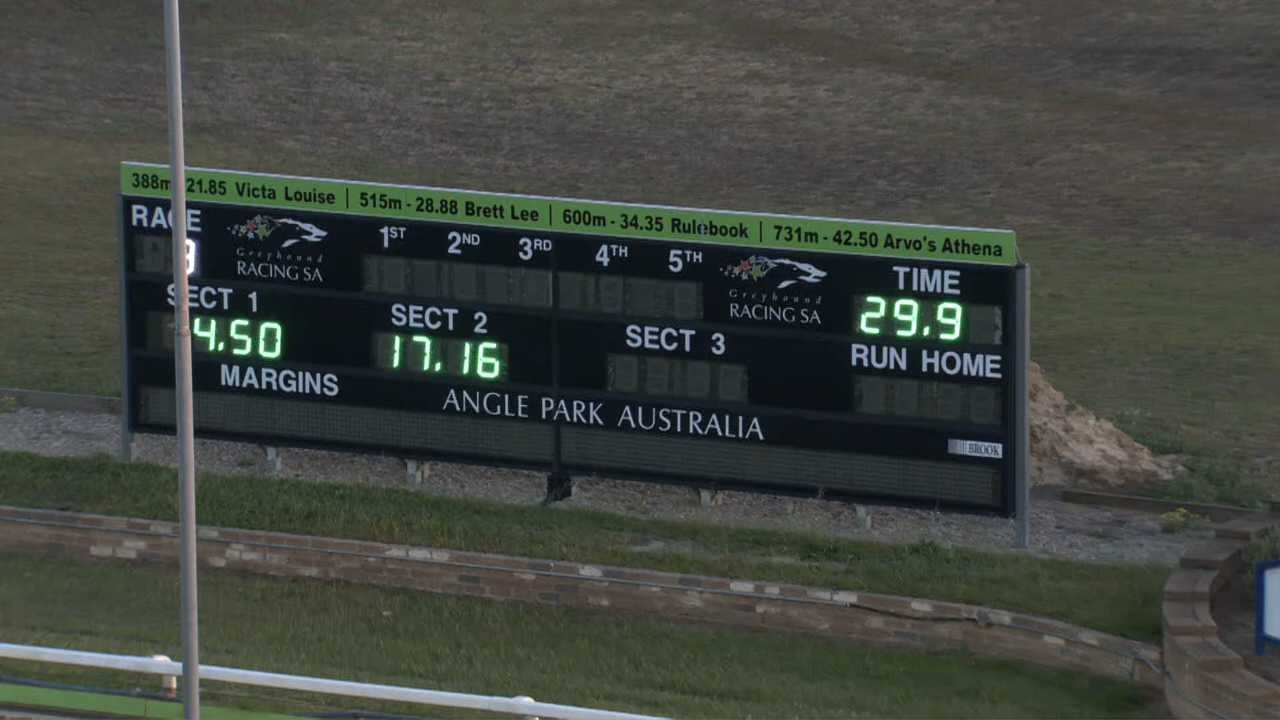 388m 21.85 Victa Louise | 515m - 28.88 Brett Lee | 600m - 34.35 Rulebook | 731m - 42.50 Arvo's Athena
RACE
Greyhound
RACING SA
1ST 2ND 3RD 4TH 5TH
Greyhound
RACING SA
TIME
29.9
SECT 1
4.50
SECT 2
17.16
SECT 3
RUN HOME
MARGINS
ANGLE PARK AUSTRALIA
BROOK